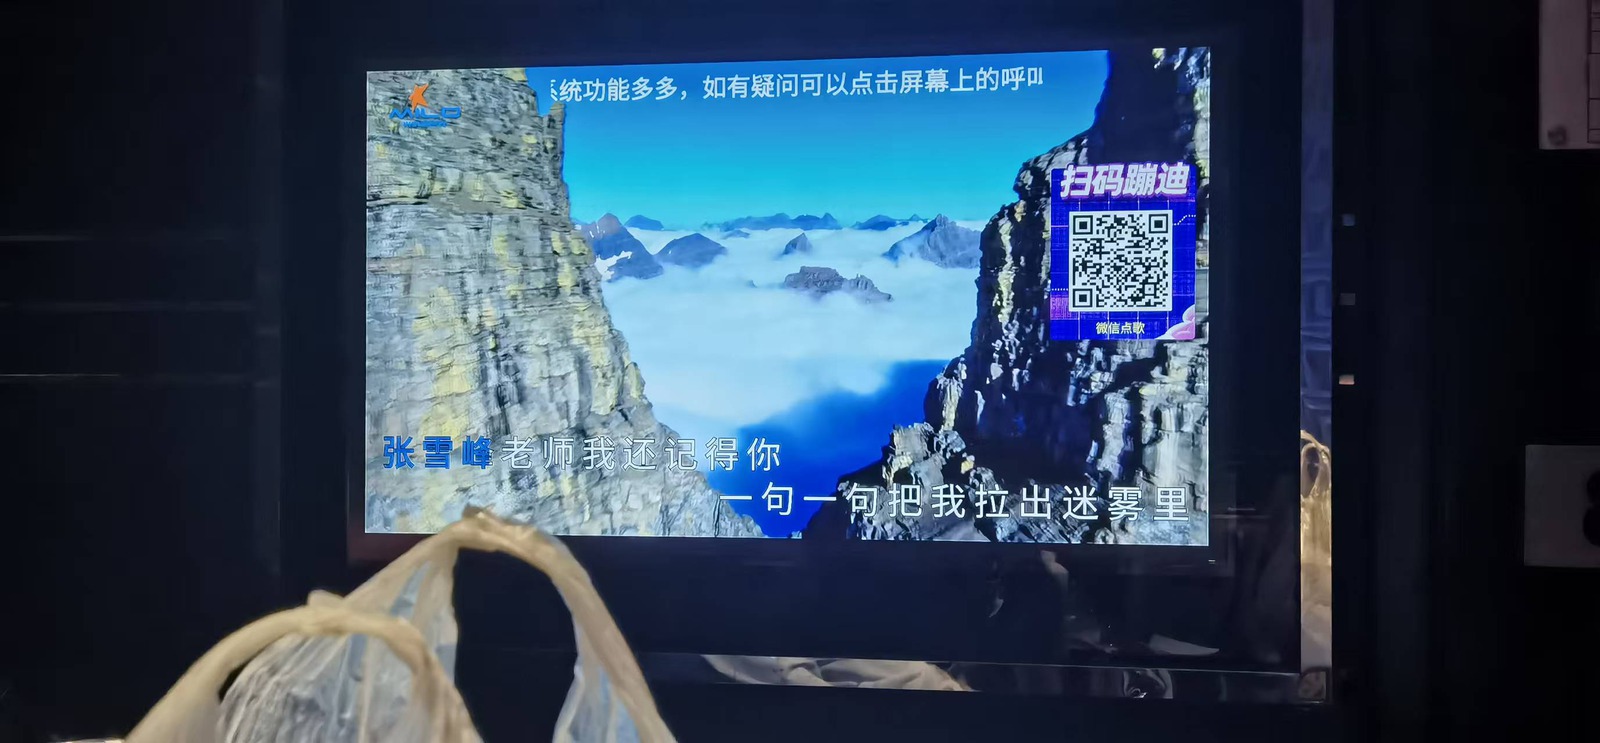 统功能多多，如有疑问可以点击屏幕上的呼叫
扫码蹦迪
微信点歌
张雪峰老师我还记得你
一句一句把我拉出迷雾里